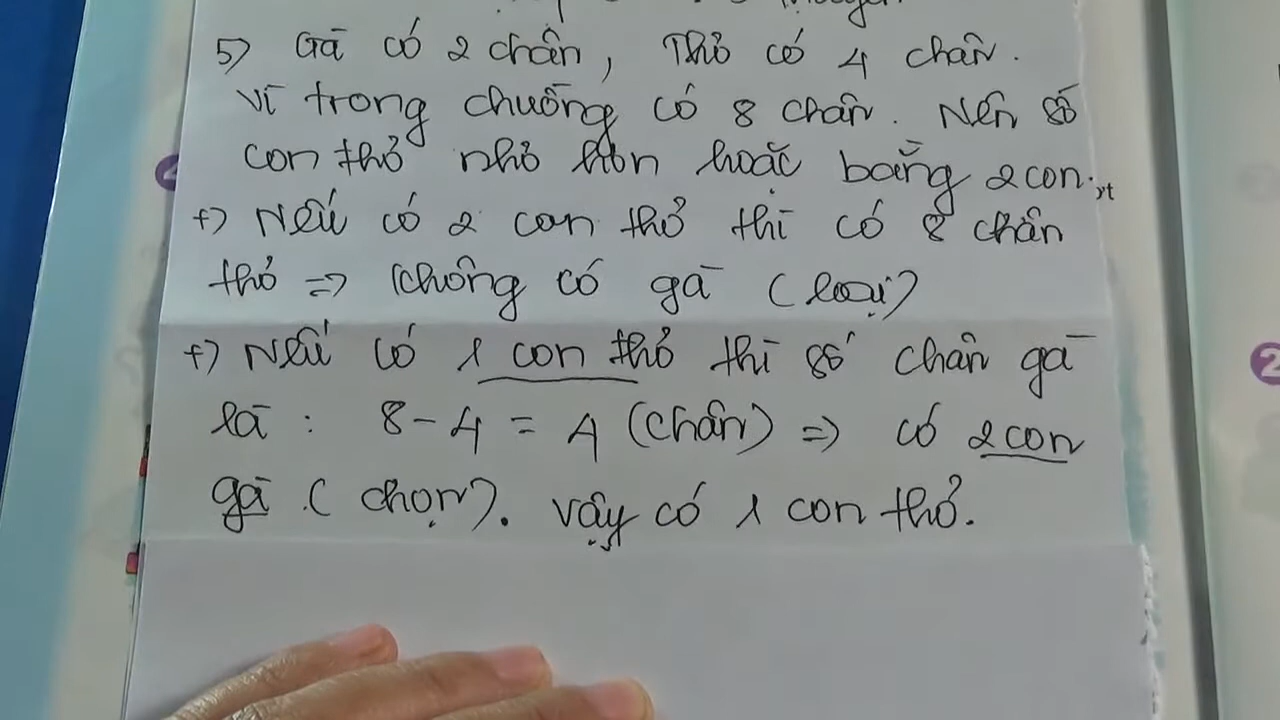 5) Gà có 2 chân, Thỏ có 4 chân.
Vì trong chuồng có 8 chân. Nên số
con thỏ nhỏ hơn hoặc bằng 2 con.
+) Nếu có 2 con thỏ thì có 8 chân
thỏ => không có gà (loại)
+) Nếu có 1 con thỏ thì số chân gà
là: 8 - 4 = 4 (chân) => có 2 con
gà (chọn). Vậy có 1 con thỏ.
2